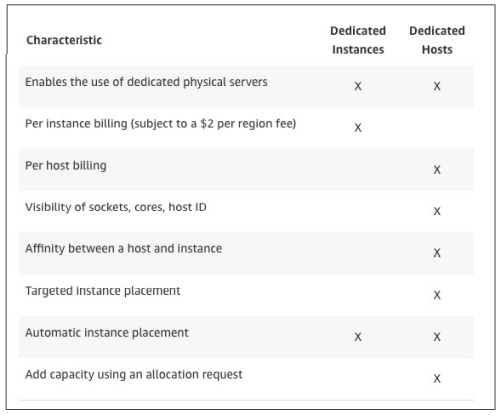 Characteristic Dedicated Instances Dedicated Hosts
Enables the use of dedicated physical servers X X
Per instance billing (subject to a $2 per region fee) X
Per host billing X
Visibility of sockets, cores, host ID X
Affinity between a host and instance X
Targeted instance placement X
Automatic instance placement X X
Add capacity using an allocation request X